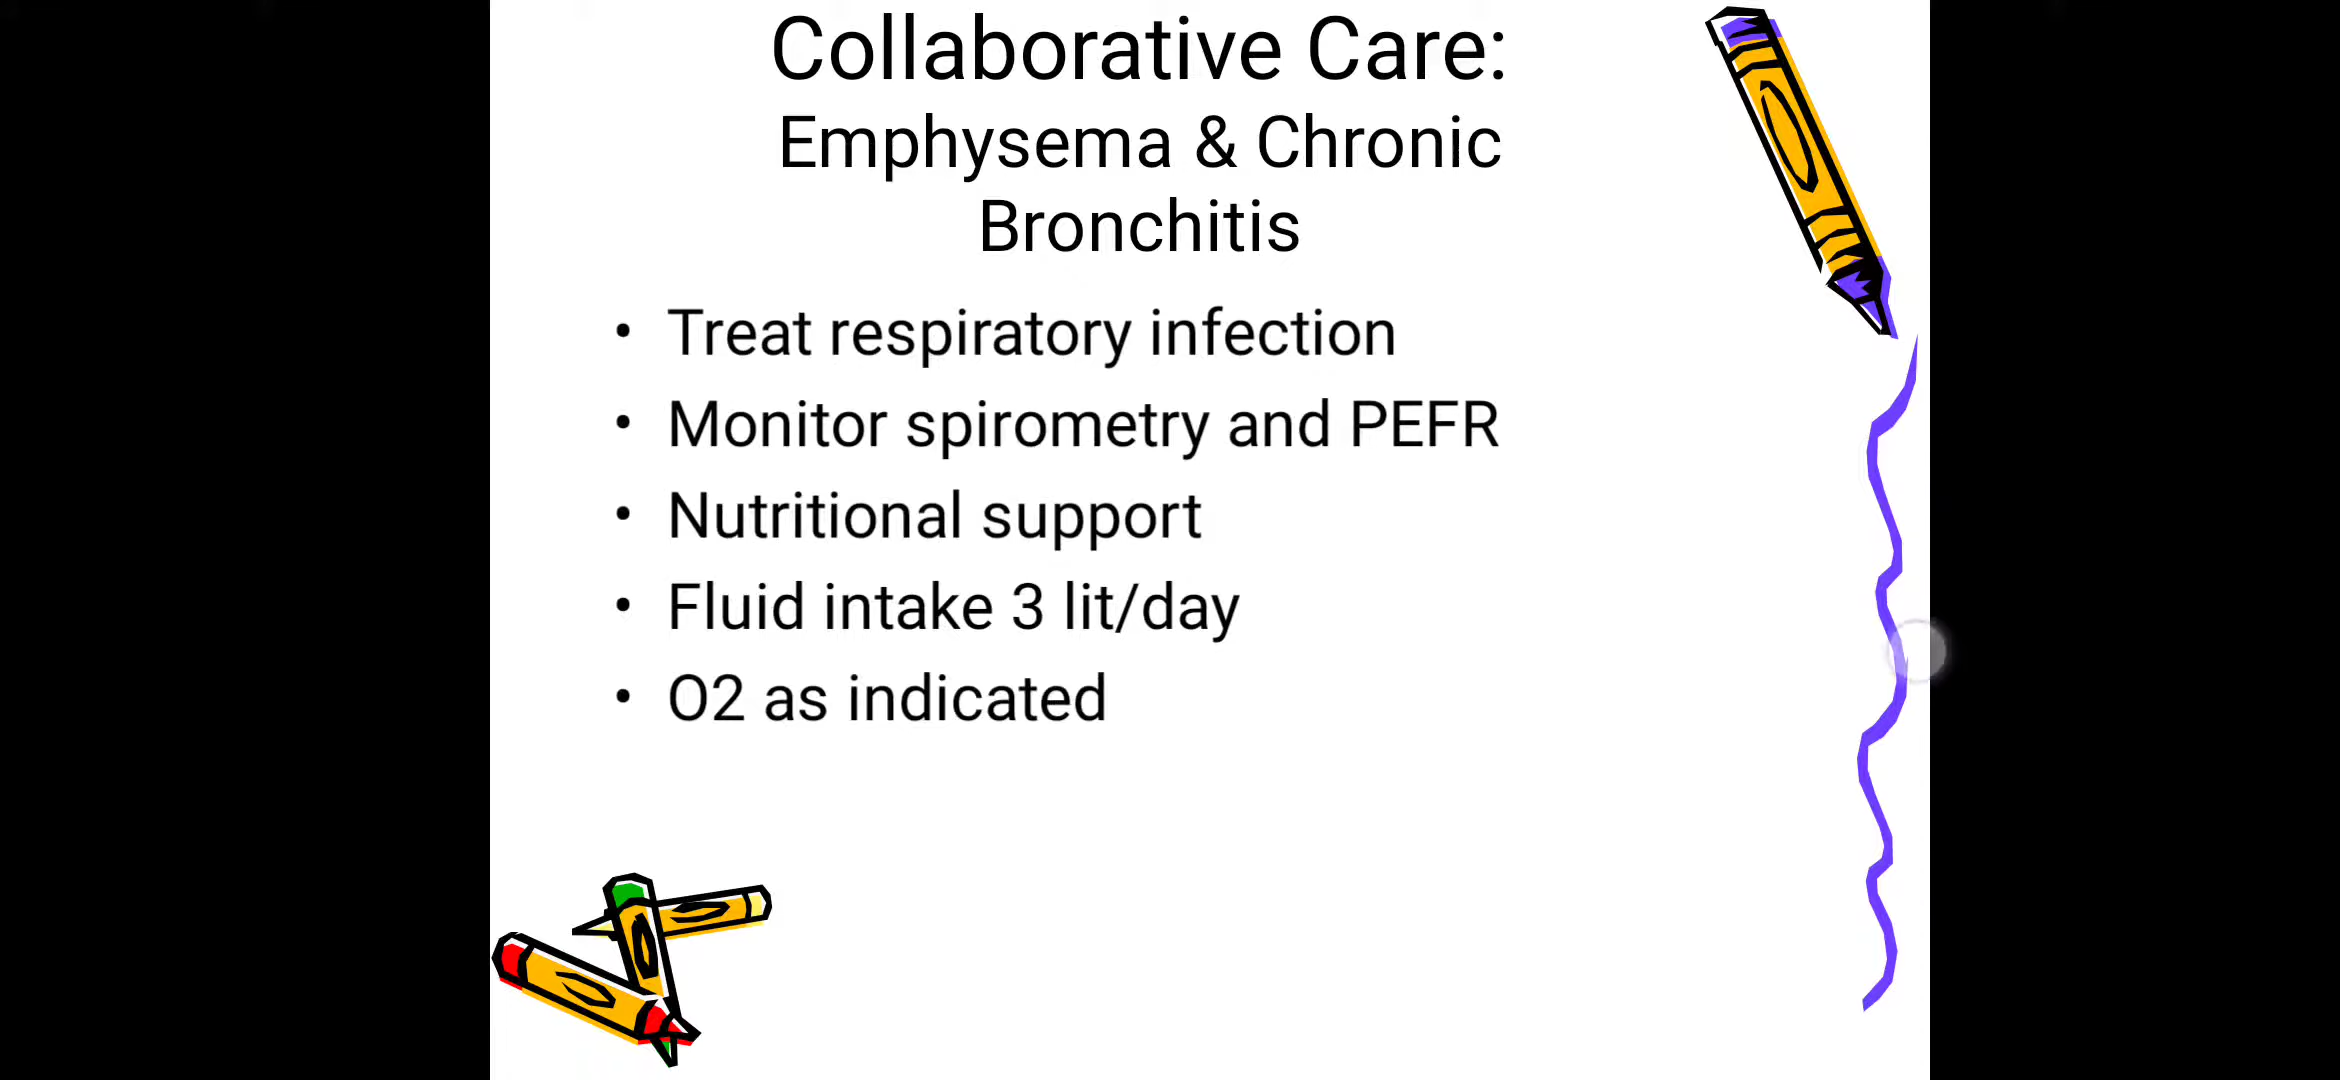 Collaborative Care:
Emphysema & Chronic
Bronchitis
• Treat respiratory infection
• Monitor spirometry and PEFR
• Nutritional support
• Fluid intake 3 lit/day
• O2 as indicated